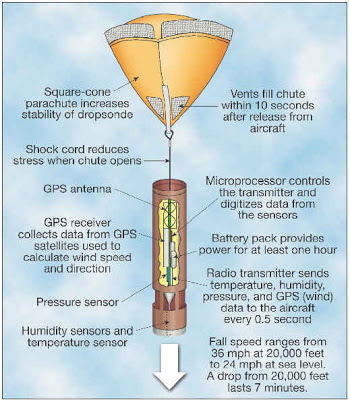 Square-cone
parachute increases
stability of dropsonde
Vents fill chute
within 10 seconds
after release from
aircraft
Shock cord reduces
stress when chute opens
GPS antenna
Microprocessor controls
the transmitter and
digitizes data from
the sensors
GPS receiver
collects data from GPS
satellites used to
calculate wind speed
and direction
Battery pack provides
power for at least one hour
Radio transmitter sends
temperature, humidity,
pressure, and GPS (wind)
data to the aircraft
every 0.5 second
Pressure sensor
Humidity sensors and
temperature sensor
Fall speed ranges from
36 mph at 20,000 feet
to 24 mph at sea level.
A drop from 20,000 feet
lasts 7 minutes.